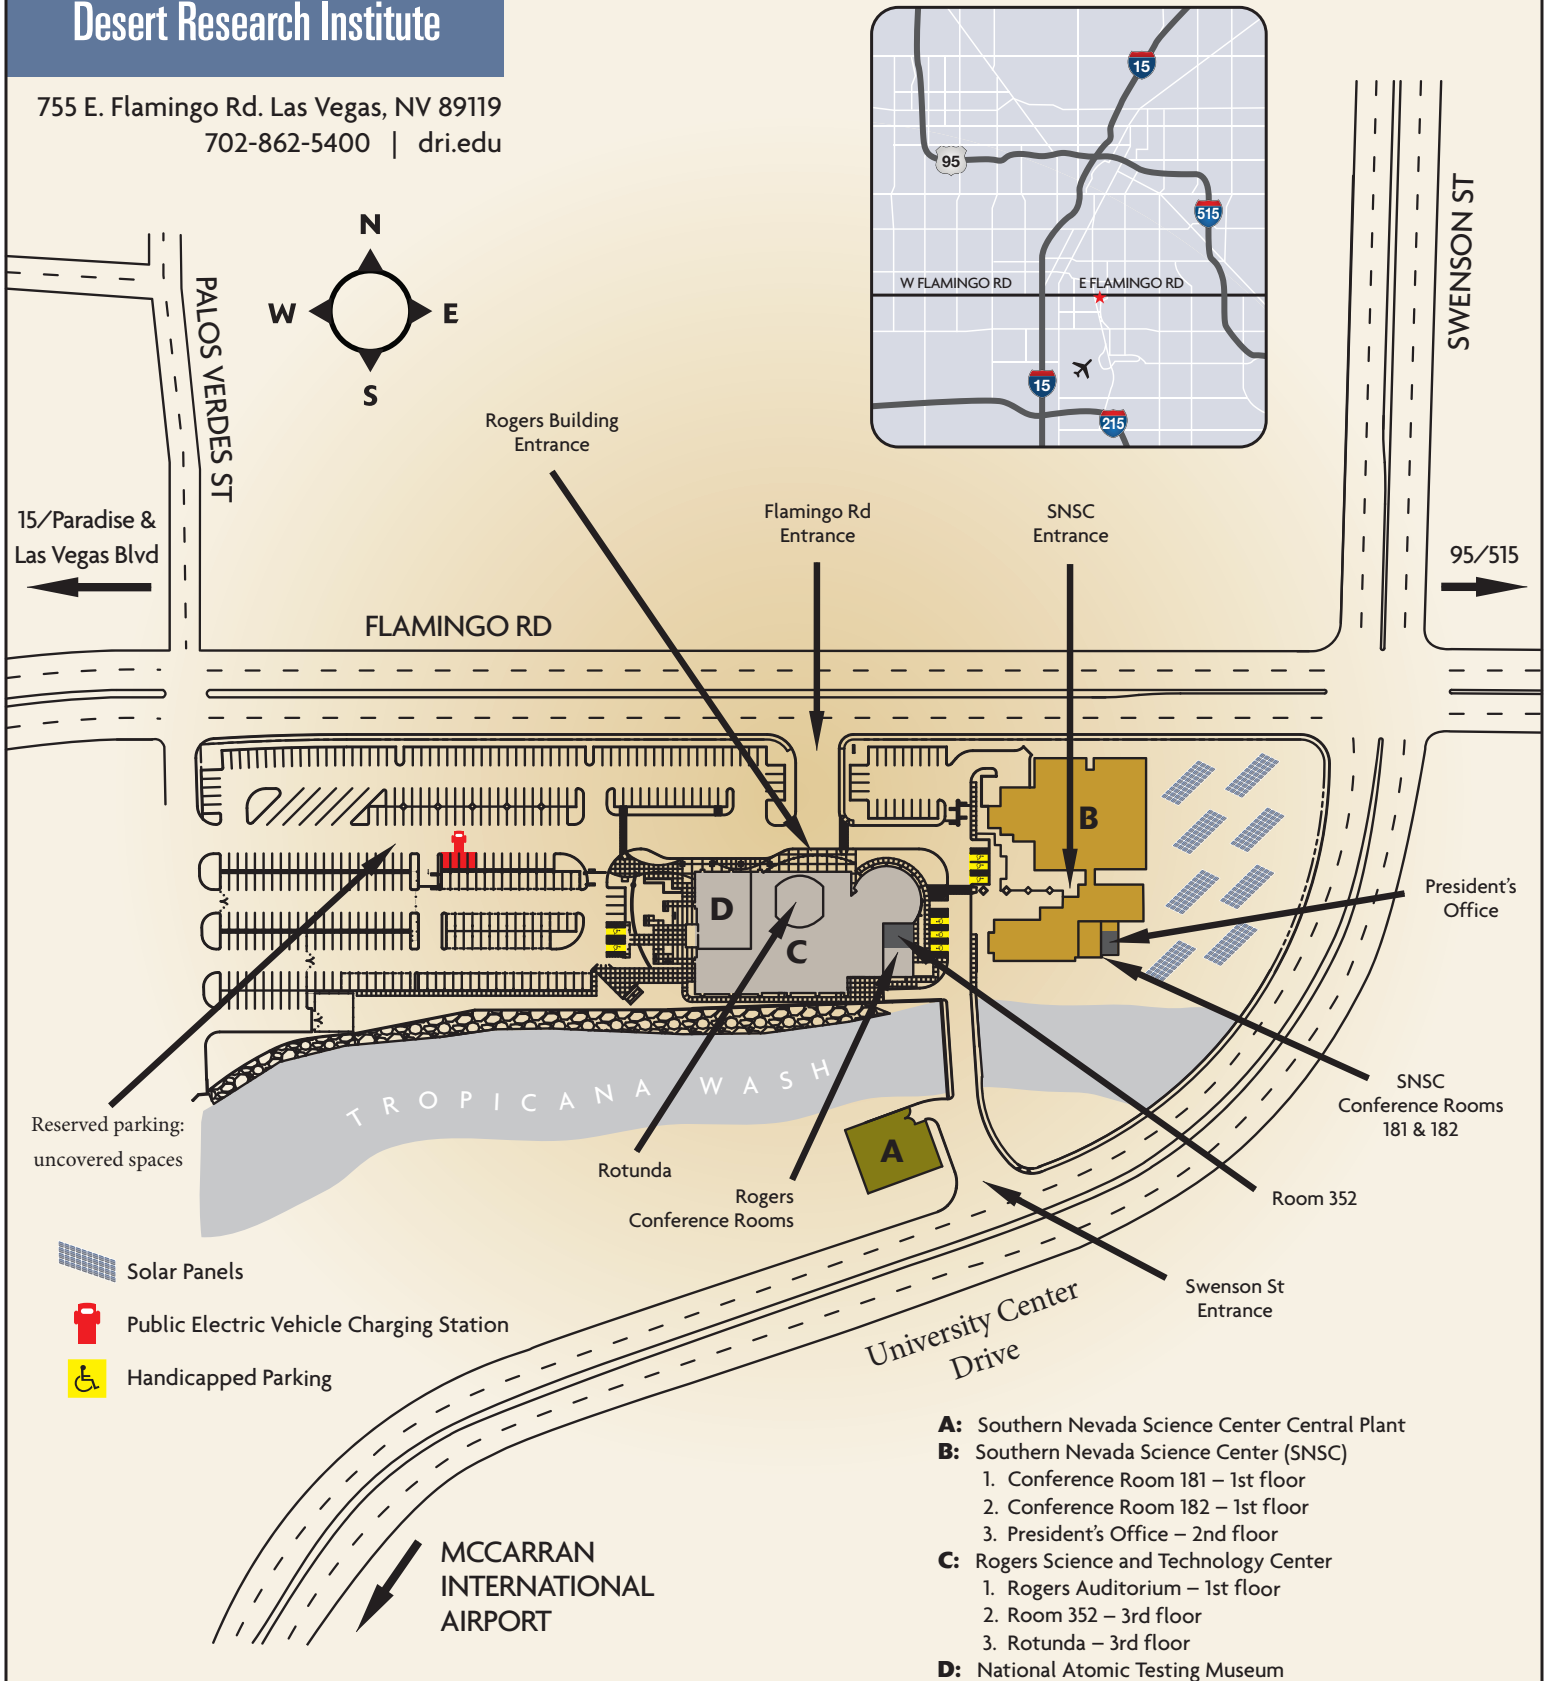 Desert Research Institute
755 E. Flamingo Rd. Las Vegas, NV 89119
702-862-5400 | dri.edu
N
W
E
S
15
95
515
W FLAMINGO RD
E FLAMINGO RD
15
215
SWENSON ST
PALOS VERDES ST
Rogers Building
Entrance
Flamingo Rd
Entrance
SNSC
Entrance
15/Paradise &
Las Vegas Blvd
95/515
FLAMINGO RD
B
D
C
President's
Office
TROPICANA WASH
A
SNSC
Conference Rooms
181 & 182
Reserved parking:
uncovered spaces
Rotunda
Rogers
Conference Rooms
Room 352
Swenson St
Entrance
University Center
Drive
Solar Panels
Public Electric Vehicle Charging Station
Handicapped Parking
MCCARRAN
INTERNATIONAL
AIRPORT
A: Southern Nevada Science Center Central Plant
B: Southern Nevada Science Center (SNSC)
1. Conference Room 181 – 1st floor
2. Conference Room 182 – 1st floor
3. President's Office – 2nd floor
C: Rogers Science and Technology Center
1. Rogers Auditorium – 1st floor
2. Room 352 – 3rd floor
3. Rotunda – 3rd floor
D: National Atomic Testing Museum